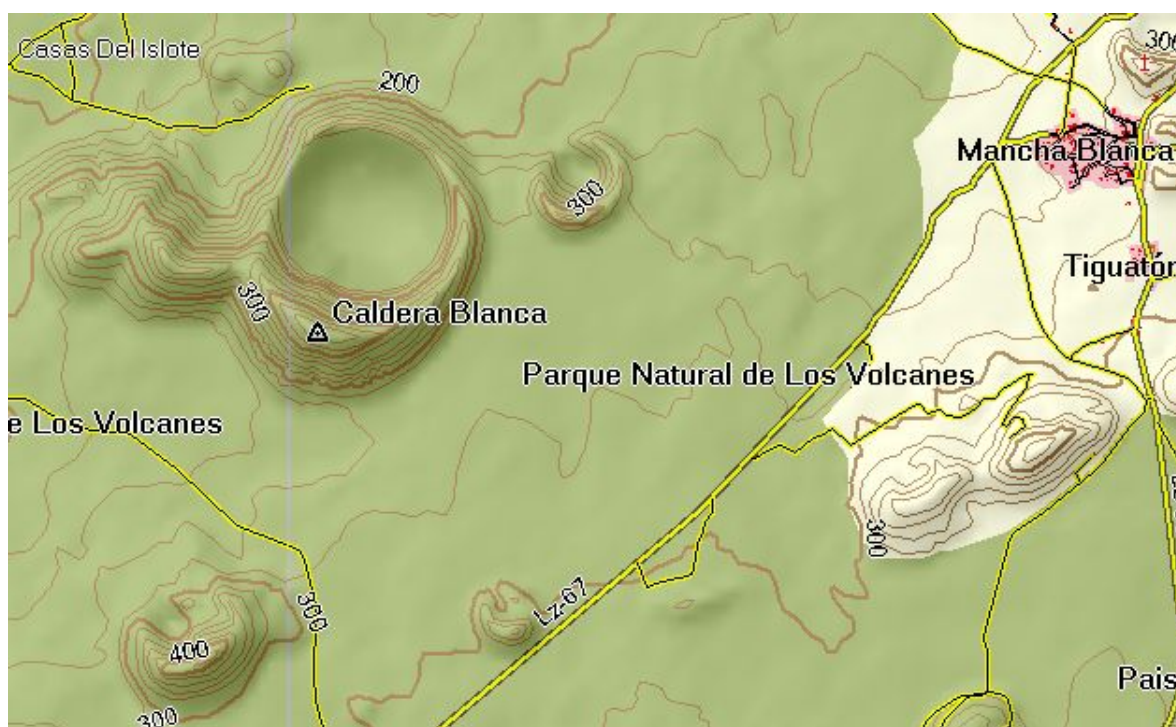 Casas Del Islote
200
300
Mancha Blanca
300
Tiguatón
300
Caldera Blanca
Parque Natural de Los Volcanes
e Los Volcanes
300
300
Lz-67
400
300
Pais